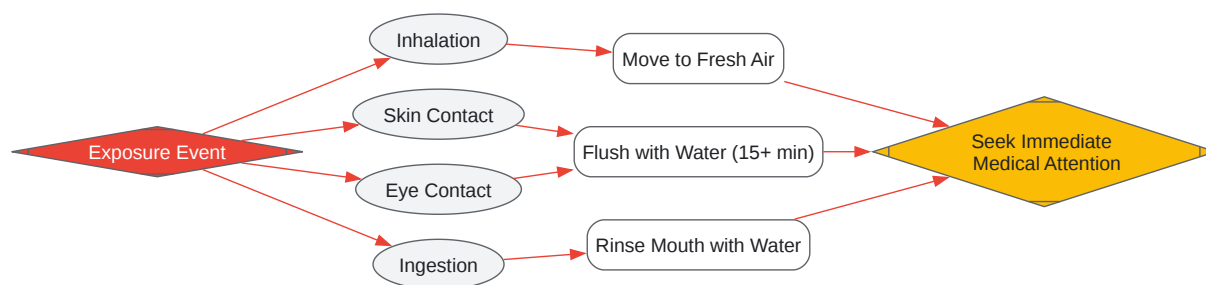 Inhalation
Move to Fresh Air
Skin Contact
Exposure Event
Flush with Water (15+ min)
Seek Immediate
Medical Attention
Eye Contact
Rinse Mouth with Water
Ingestion